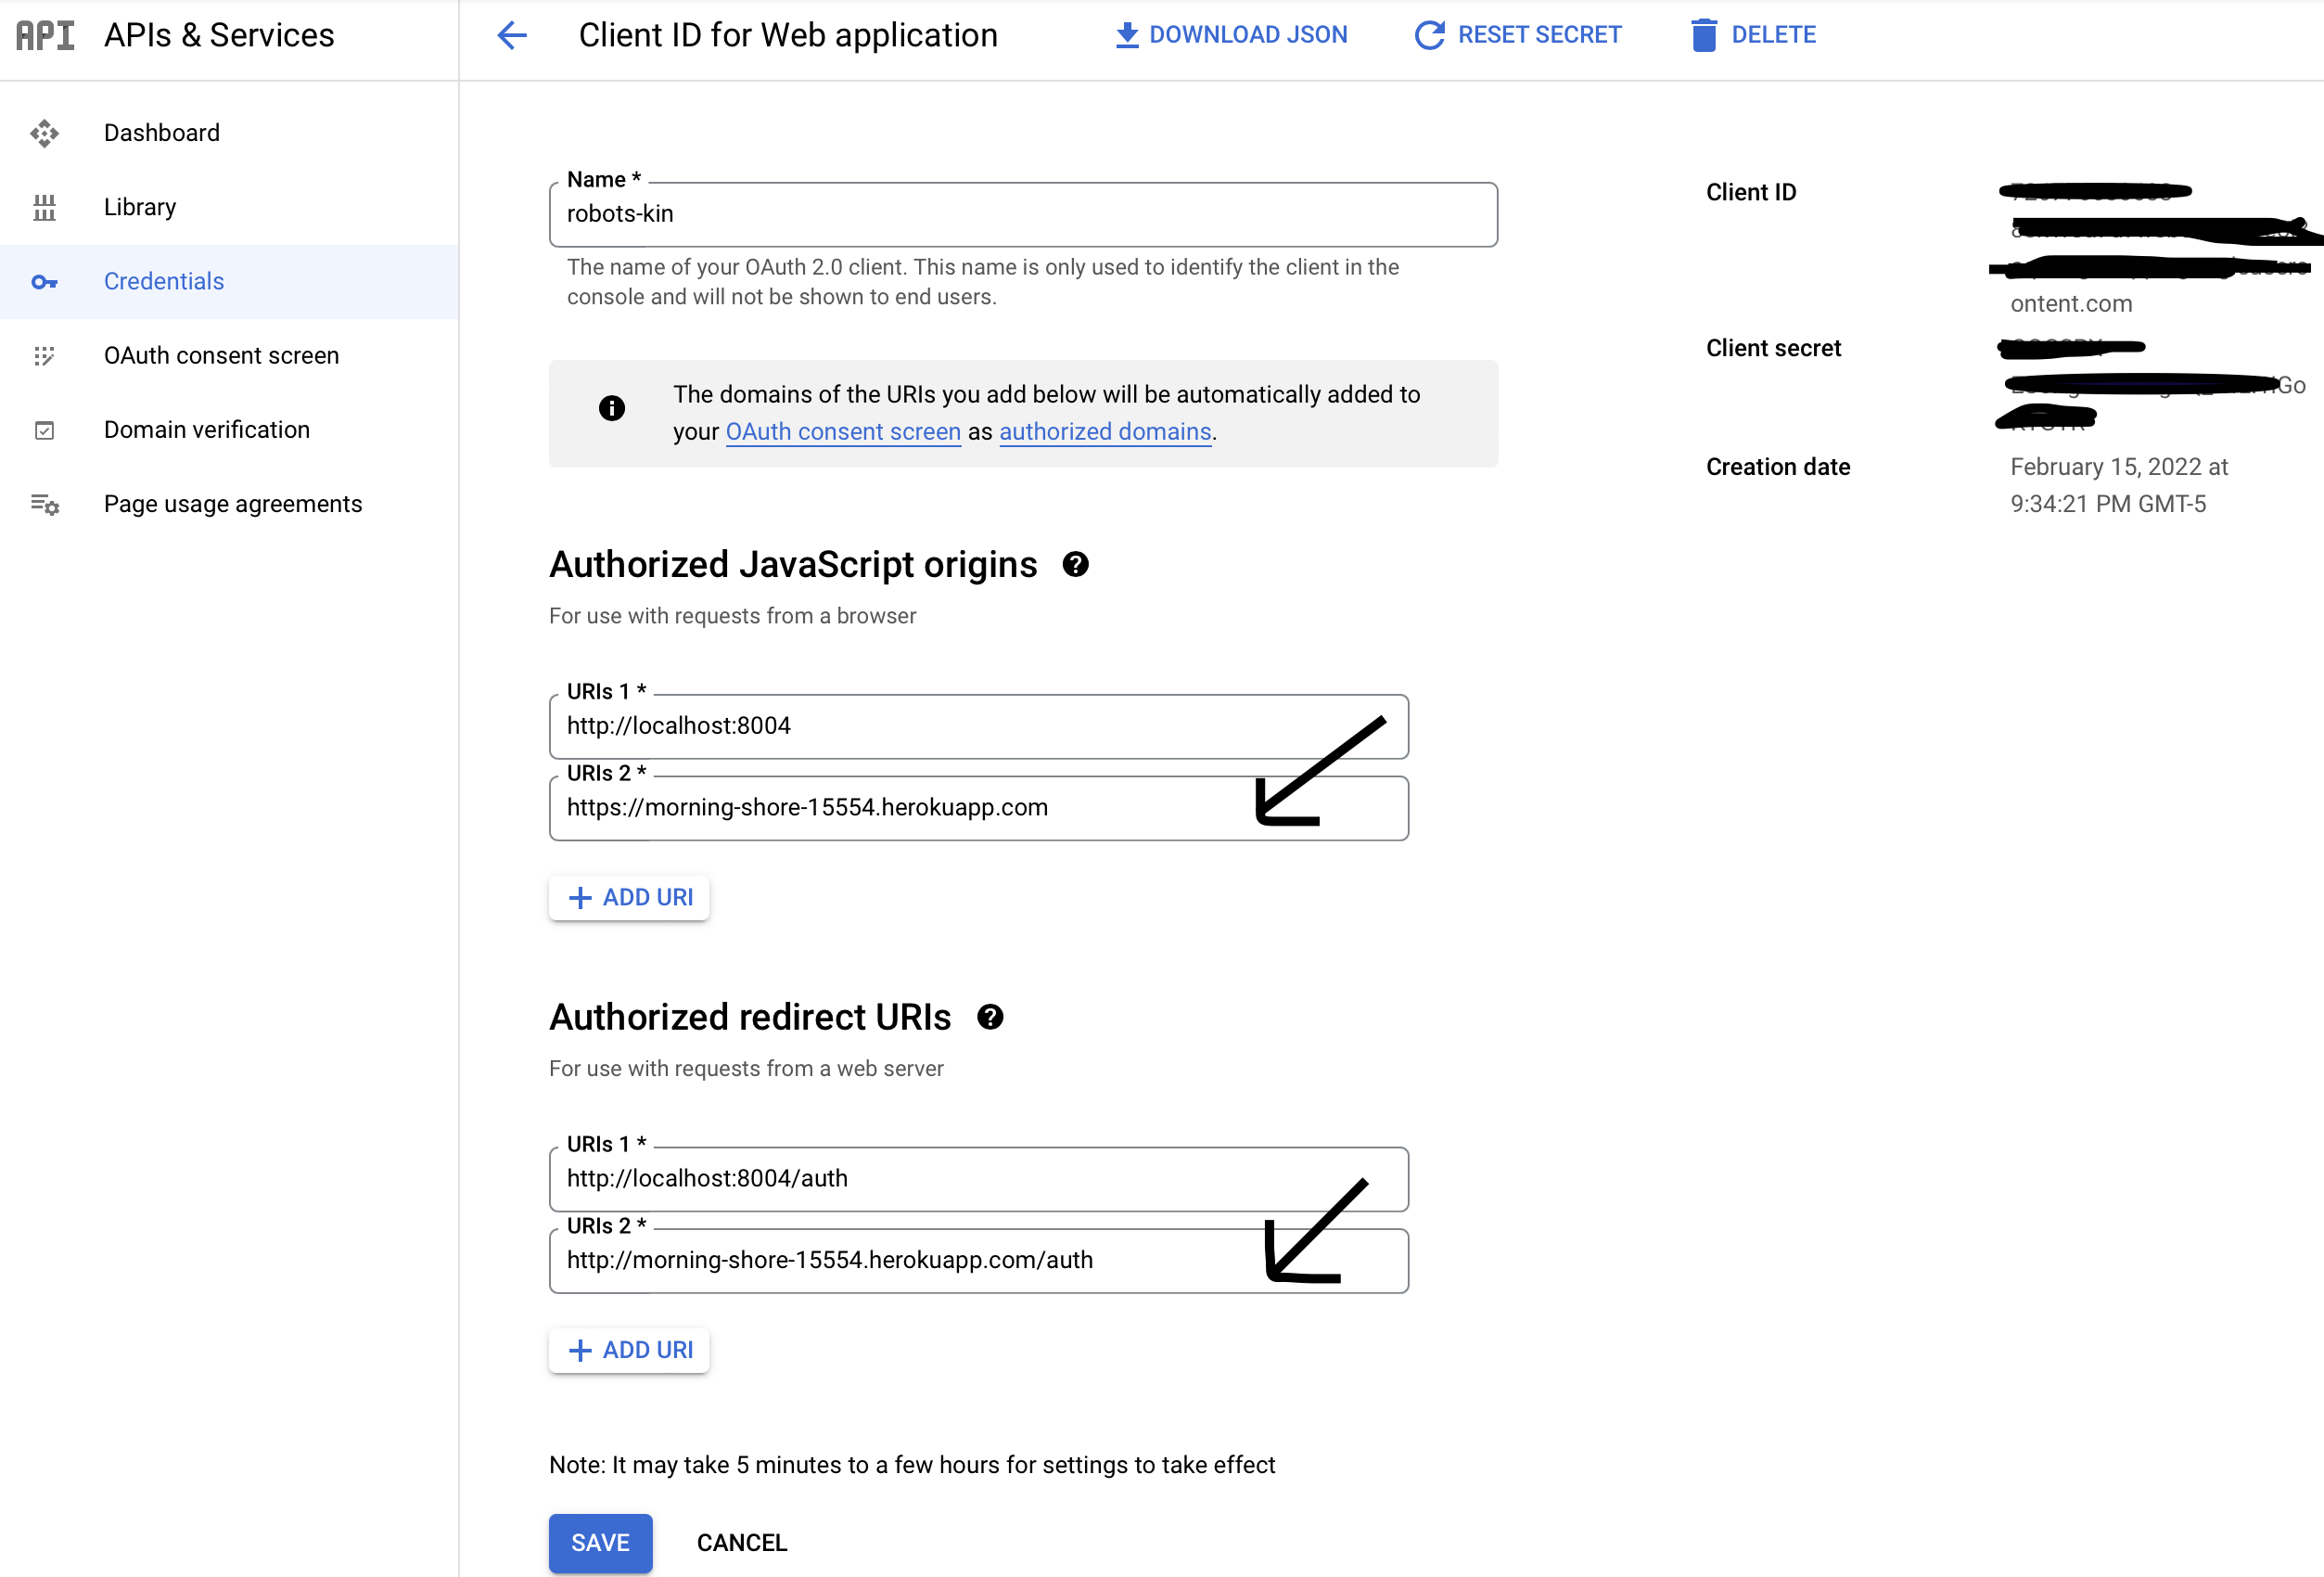 API APIs & Services
Client ID for Web application
DOWNLOAD JSON
RESET SECRET
DELETE
Dashboard
Library
Credentials
OAuth consent screen
Domain verification
Page usage agreements
Name *
robots-kin
The name of your OAuth 2.0 client. This name is only used to identify the client in the
console and will not be shown to end users.
The domains of the URIs you add below will be automatically added to
your OAuth consent screen as authorized domains.
Authorized JavaScript origins
For use with requests from a browser
URIs 1 *
http://localhost:8004
URIs 2 *
https://morning-shore-15554.herokuapp.com
ADD URI
Authorized redirect URIs
For use with requests from a web server
URIs 1 *
http://localhost:8004/auth
URIs 2 *
http://morning-shore-15554.herokuapp.com/auth
ADD URI
Note: It may take 5 minutes to a few hours for settings to take effect
SAVE
CANCEL
Client ID
ontent.com
Client secret
Creation date
February 15, 2022 at
9:34:21 PM GMT-5